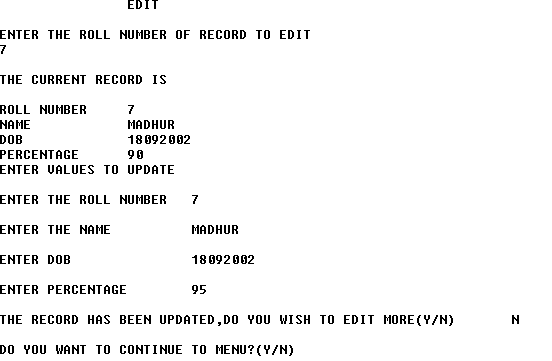 EDIT
ENTER THE ROLL NUMBER OF RECORD TO EDIT
7
THE CURRENT RECORD IS
ROLL NUMBER 7
NAME MADHUR
DOB 18092002
PERCENTAGE 90
ENTER VALUES TO UPDATE
ENTER THE ROLL NUMBER 7
ENTER THE NAME MADHUR
ENTER DOB 18092002
ENTER PERCENTAGE 95
THE RECORD HAS BEEN UPDATED,DO YOU WISH TO EDIT MORE(Y/N) N
DO YOU WANT TO CONTINUE TO MENU?(Y/N)